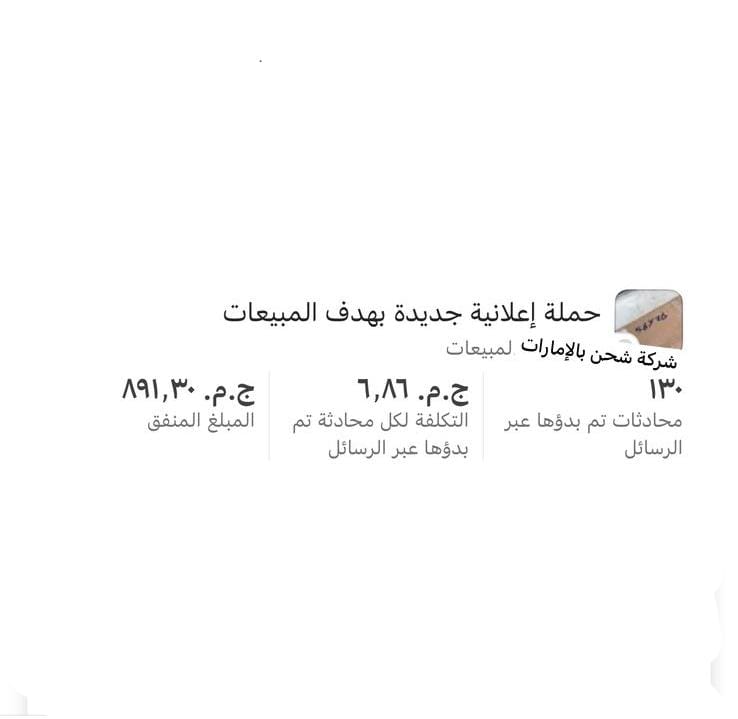 حملة إعلانية جديدة بهدف المبيعات
شركة شحن بالإمارات
لمبيعات
١٣٠
محادثات تم بدؤها عبر
الرسائل
ج.م. ٦,٨٦
التكلفة لكل محادثة تم
بدؤها عبر الرسائل
ج.م. ٨٩١,٣٠
المبلغ المنفق